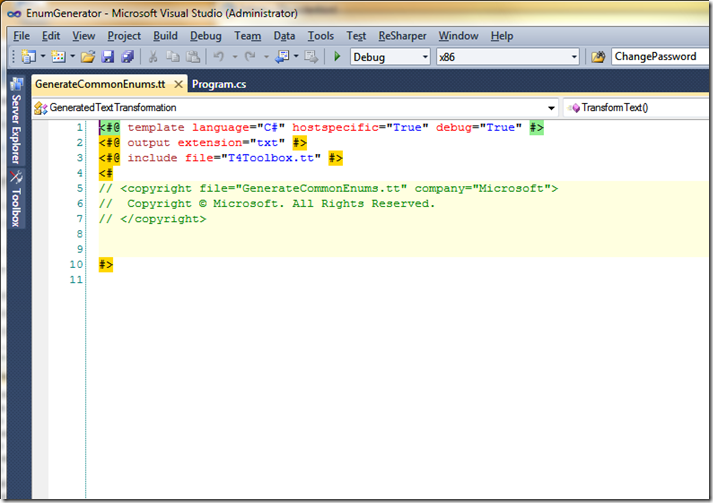 EnumGenerator - Microsoft Visual Studio (Administrator)
File Edit View Project Build Debug Team Data Tools Test ReSharper Window Help
Debug x86 ChangePassword
GenerateCommonEnums.tt Program.cs
GeneratedTextTransformation TransformText()
Server Explorer
Toolbox
1 <#@ template language="C#" hostspecific="True" debug="True" #>
2 <#@ output extension="txt" #>
3 <#@ include file="T4Toolbox.tt" #>
4 <#
5 // <copyright file="GenerateCommonEnums.tt" company="Microsoft">
6 //  Copyright © Microsoft. All Rights Reserved.
7 // </copyright>
8
9
10 #>
11